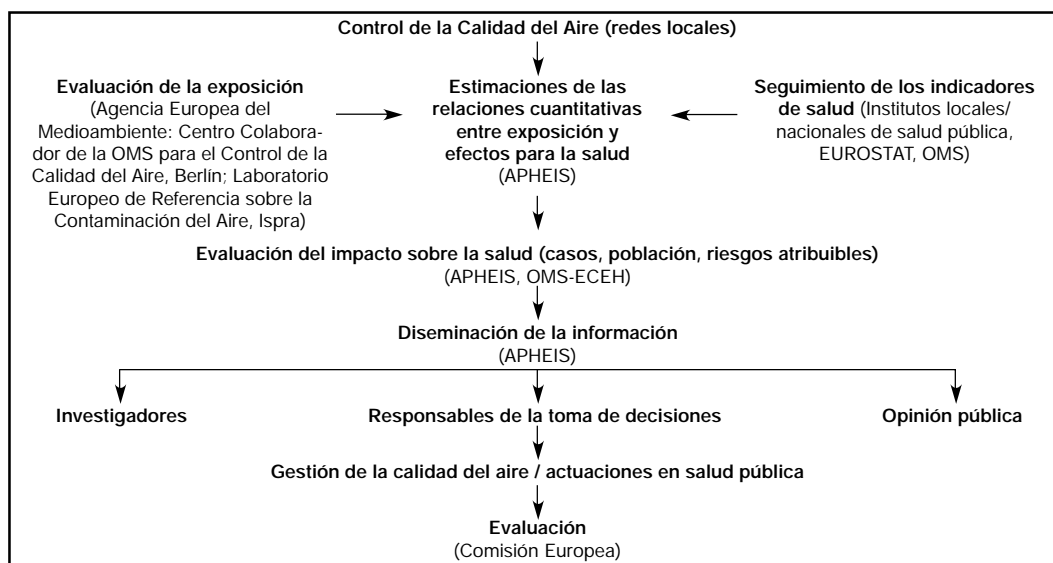 Control de la Calidad del Aire (redes locales)
Evaluación de la exposición
(Agencia Europea del
Medioambiente: Centro Colabora-
dor de la OMS para el Control de la
Calidad del Aire, Berlín; Laboratorio
Europeo de Referencia sobre la
Contaminación del Aire, Ispra)
Estimaciones de las
relaciones cuantitativas
entre exposición y
efectos para la salud
(APHEIS)
Seguimiento de los indicadores
de salud (Institutos locales/
nacionales de salud pública,
EUROSTAT, OMS)
Evaluación del impacto sobre la salud (casos, población, riesgos atribuibles)
(APHEIS, OMS-ECEH)
Diseminación de la información
(APHEIS)
Investigadores
Responsables de la toma de decisiones
Opinión pública
Gestión de la calidad del aire / actuaciones en salud pública
Evaluación
(Comisión Europea)